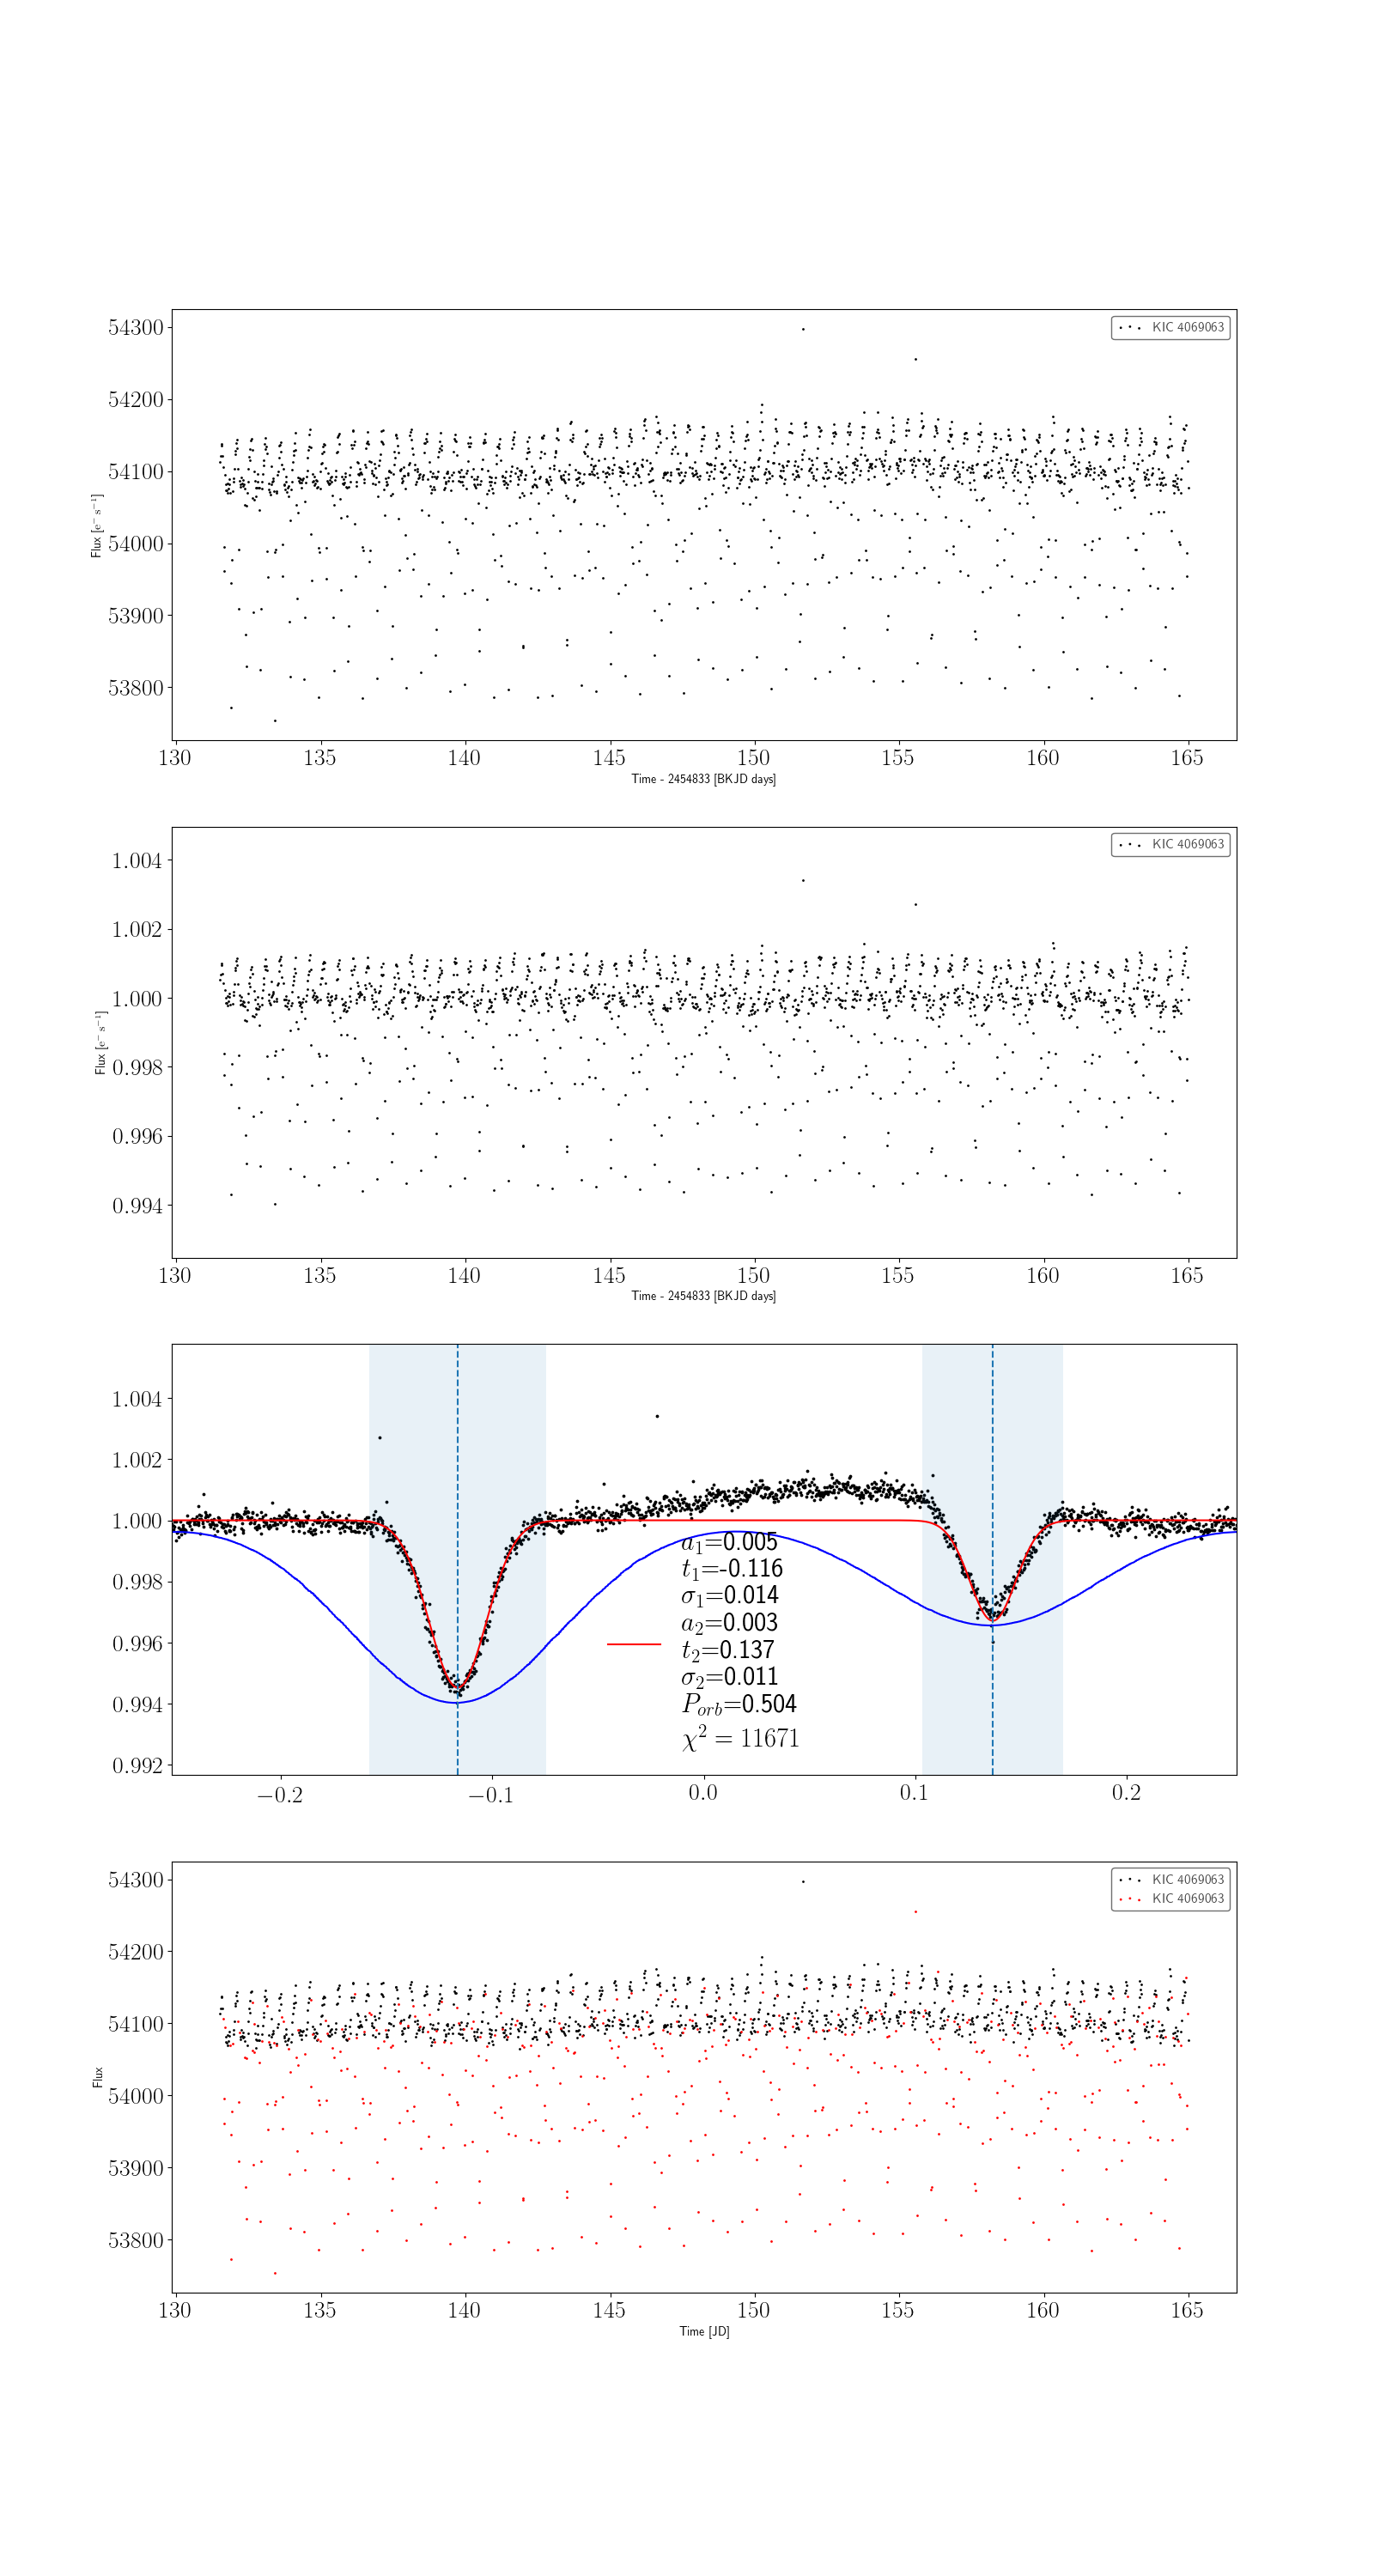 54300
54200
54100
54000
53900
53800
Flux [e⁻ s⁻¹]
KIC 4069063
130 135 140 145 150 155 160 165
Time - 2454833 [BKJD days]
1.004
1.002
1.000
0.998
0.996
0.994
Flux [e⁻ s⁻¹]
KIC 4069063
130 135 140 145 150 155 160 165
Time - 2454833 [BKJD days]
1.004
1.002
1.000
0.998
0.996
0.994
0.992
a₁=0.005
t₁=-0.116
σ₁=0.014
a₂=0.003
t₂=0.137
σ₂=0.011
P_orb=0.504
χ² = 11671
−0.2 −0.1 0.0 0.1 0.2
54300
54200
54100
54000
53900
53800
Flux
KIC 4069063
KIC 4069063
130 135 140 145 150 155 160 165
Time [JD]